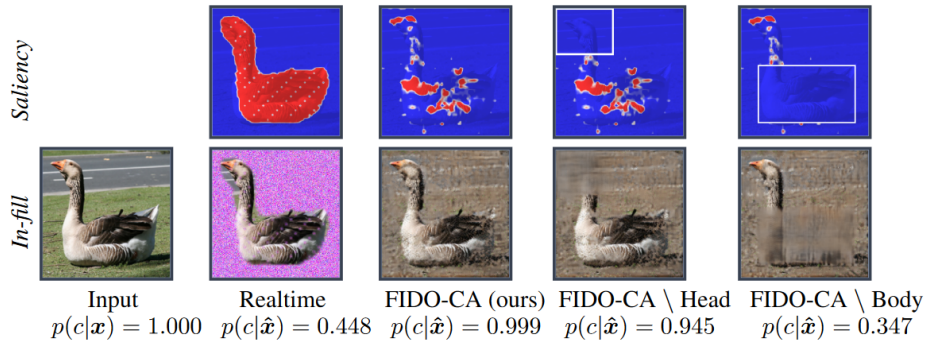 Saliency
In-fill
Input
p(c|x) = 1.000
Realtime
p(c|x̂) = 0.448
FIDO-CA (ours)
p(c|x̂) = 0.999
FIDO-CA \ Head
p(c|x̂) = 0.945
FIDO-CA \ Body
p(c|x̂) = 0.347